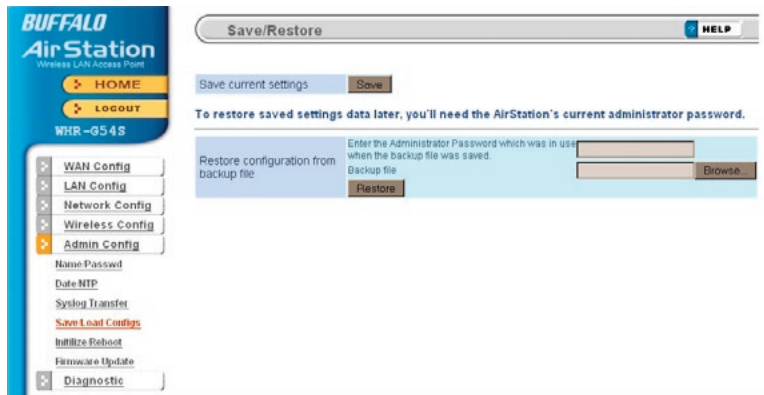 BUFFALO
AirStation
Wireless LAN Access Point
HOME
LOGOUT
WHR-G54S
WAN Config
LAN Config
Network Config
Wireless Config
Admin Config
Name Passwd
Date NTP
Syslog Transfer
Save Load Configs
Initilize Reboot
Firmware Update
Diagnostic
Save/Restore
? HELP
Save current settings
Save
To restore saved settings data later, you'll need the AirStation's current administrator password.
Restore configuration from
backup file
Enter the Administrator Password which was in use
when the backup file was saved.
Backup file
Browse...
Restore